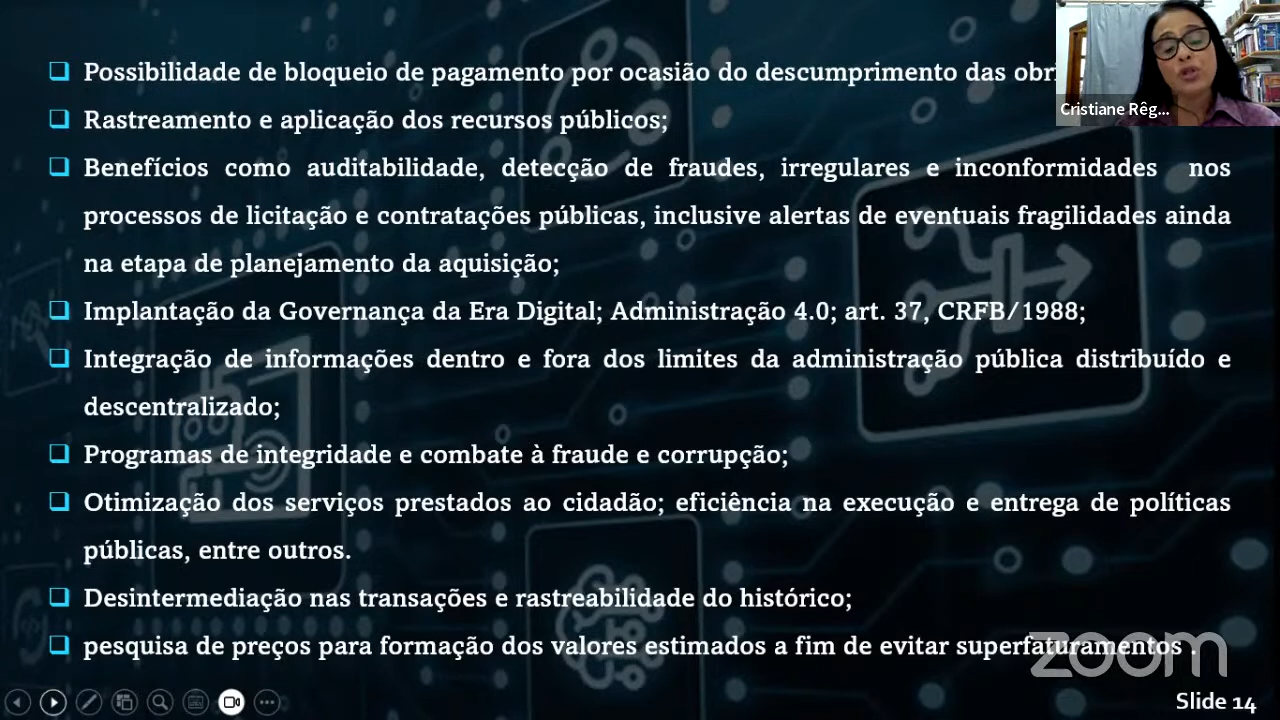 Possibilidade de bloqueio de pagamento por ocasião do descumprimento das
Rastreamento e aplicação dos recursos públicos;
Benefícios como auditabilidade, detecção de fraudes, irregulares e inconformidades nos
processos de licitação e contratações públicas, inclusive alertas de eventuais fragilidades ainda
na etapa de planejamento da aquisição;
Implantação da Governança da Era Digital; Administração 4.0; art. 37, CRFB/1988;
Integração de informações dentro e fora dos limites da administração pública distribuído e
descentralizado;
Programas de integridade e combate à fraude e corrupção;
Otimização dos serviços prestados ao cidadão; eficiência na execução e entrega de políticas
públicas, entre outros.
Desintermediação nas transações e rastreabilidade do histórico;
pesquisa de preços para formação dos valores estimados a fim de evitar superfaturamentos .
Cristiane Rêg...
zoom
Slide 14